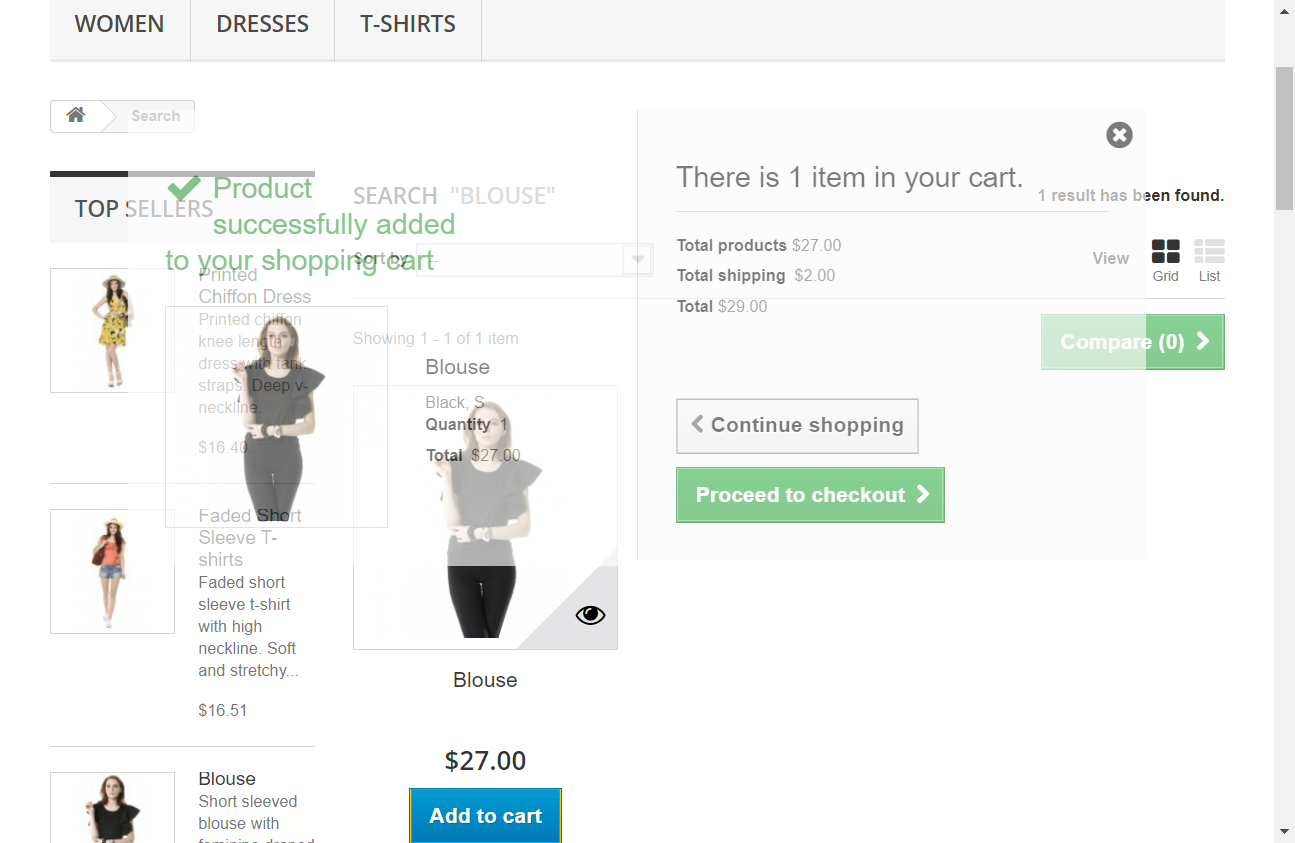 WOMEN
DRESSES
T-SHIRTS
Search
TOP SELLERS
Printed
Chiffon Dress
Printed chiffon
knee length
dress with tank
straps. Deep v-
neckline.
$16.40
Faded Short
Sleeve T-
shirts
Faded short
sleeve t-shirt
with high
neckline. Soft
and stretchy...
$16.51
Blouse
Short sleeved
blouse with
feminine draped
SEARCH "BLOUSE"
1 result has been found.
Sort by
--
View
Grid
List
Showing 1 - 1 of 1 item
Compare (0)
Blouse
$27.00
Add to cart
Product
successfully added
to your shopping cart
Blouse
Black, S
Quantity 1
Total $27.00
There is 1 item in your cart.
Total products $27.00
Total shipping $2.00
Total $29.00
Continue shopping
Proceed to checkout